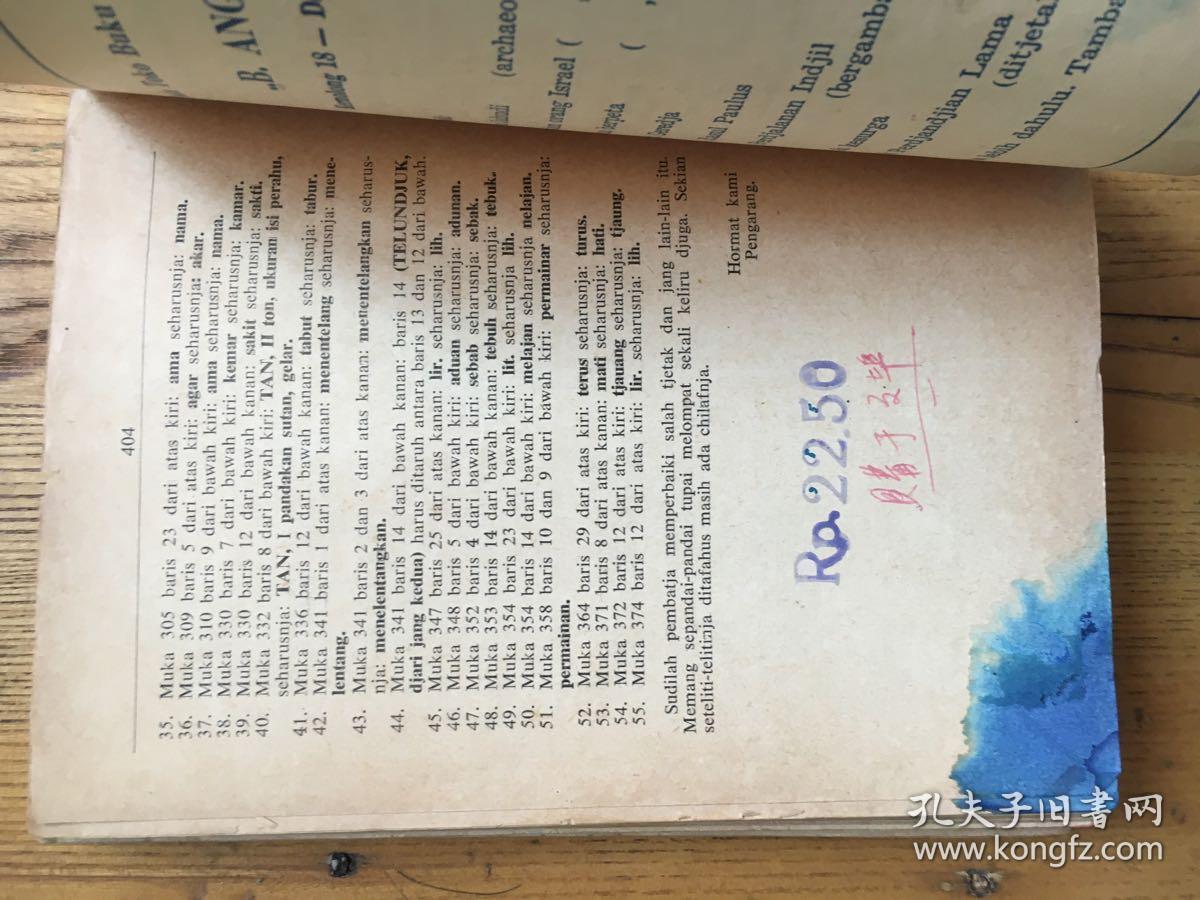 404
35. Muka 305 baris 23 dari atas kiri: ama seharusnja: nama.
36. Muka 309 baris 5 dari atas kiri: agar seharusnja: akar.
37. Muka 310 baris 9 dari bawah kiri: ama seharusnja: nama.
38. Muka 330 baris 7 dari bawah kiri: kemar seharusnja: kamar.
39. Muka 330 baris 12 dari bawah kanan: sakit seharusnja: sakti.
40. Muka 332 baris 8 dari bawah kiri: TAN, II ton, ukuran isi perahu,
seharusnja: TAN, I pandakan sutan, gelar.
41. Muka 336 baris 12 dari bawah kanan: tabut seharusnja: tabur.
42. Muka 341 baris 1 dari atas kanan: menentelang seharusnja: mene-
lentang.
43. Muka 341 baris 2 dan 3 dari atas kanan: menentelangkan seharus-
nja: menelentangkan.
44. Muka 341 baris 14 dari bawah kanan: baris 14 (TELUNDJUK,
djari jang kedua) harus ditaruh antara baris 13 dan 12 dari bawah.
45. Muka 347 baris 25 dari atas kanan: lir. seharusnja: lih.
46. Muka 348 baris 5 dari bawah kiri: aduan seharusnja: adunan.
47. Muka 352 baris 4 dari bawah kiri: sebab seharusnja: sebak.
48. Muka 353 baris 14 dari bawah kanan: tebuh seharusnja: tebuk.
49. Muka 354 baris 23 dari bawah kiri: lit. seharusnja lih.
50. Muka 354 baris 14 dari bawah kiri: melajan seharusnja nelajan.
51. Muka 358 baris 10 dan 9 dari bawah kiri: permainar seharusnja:
permainan.
52. Muka 364 baris 29 dari atas kiri: terus seharusnja: turus.
53. Muka 371 baris 8 dari atas kanan: mati seharusnja: hati.
54. Muka 372 baris 12 dari atas kiri: tjauang seharusnja: tjaung.
55. Muka 374 baris 12 dari atas kiri: lir. seharusnja: lih.
Sudilah pembatja memperbaiki salah tjetak dan jang lain-lain itu.
Memang sepandai-pandai tupai melompat sekali keliru djuga. Sekian
seteliti-telitinja ditafahus masih ada chilafnja.
Hormat kami
Pengarang.
Rp 22.50
Buku
„B. ANG
18 – D
(archaeo
orang Israel (
(
Paulus
Indjil
(bergamba
Lama
(ditjetak
dahulu. Tamba
孔夫子旧书网
www.kongfz.com